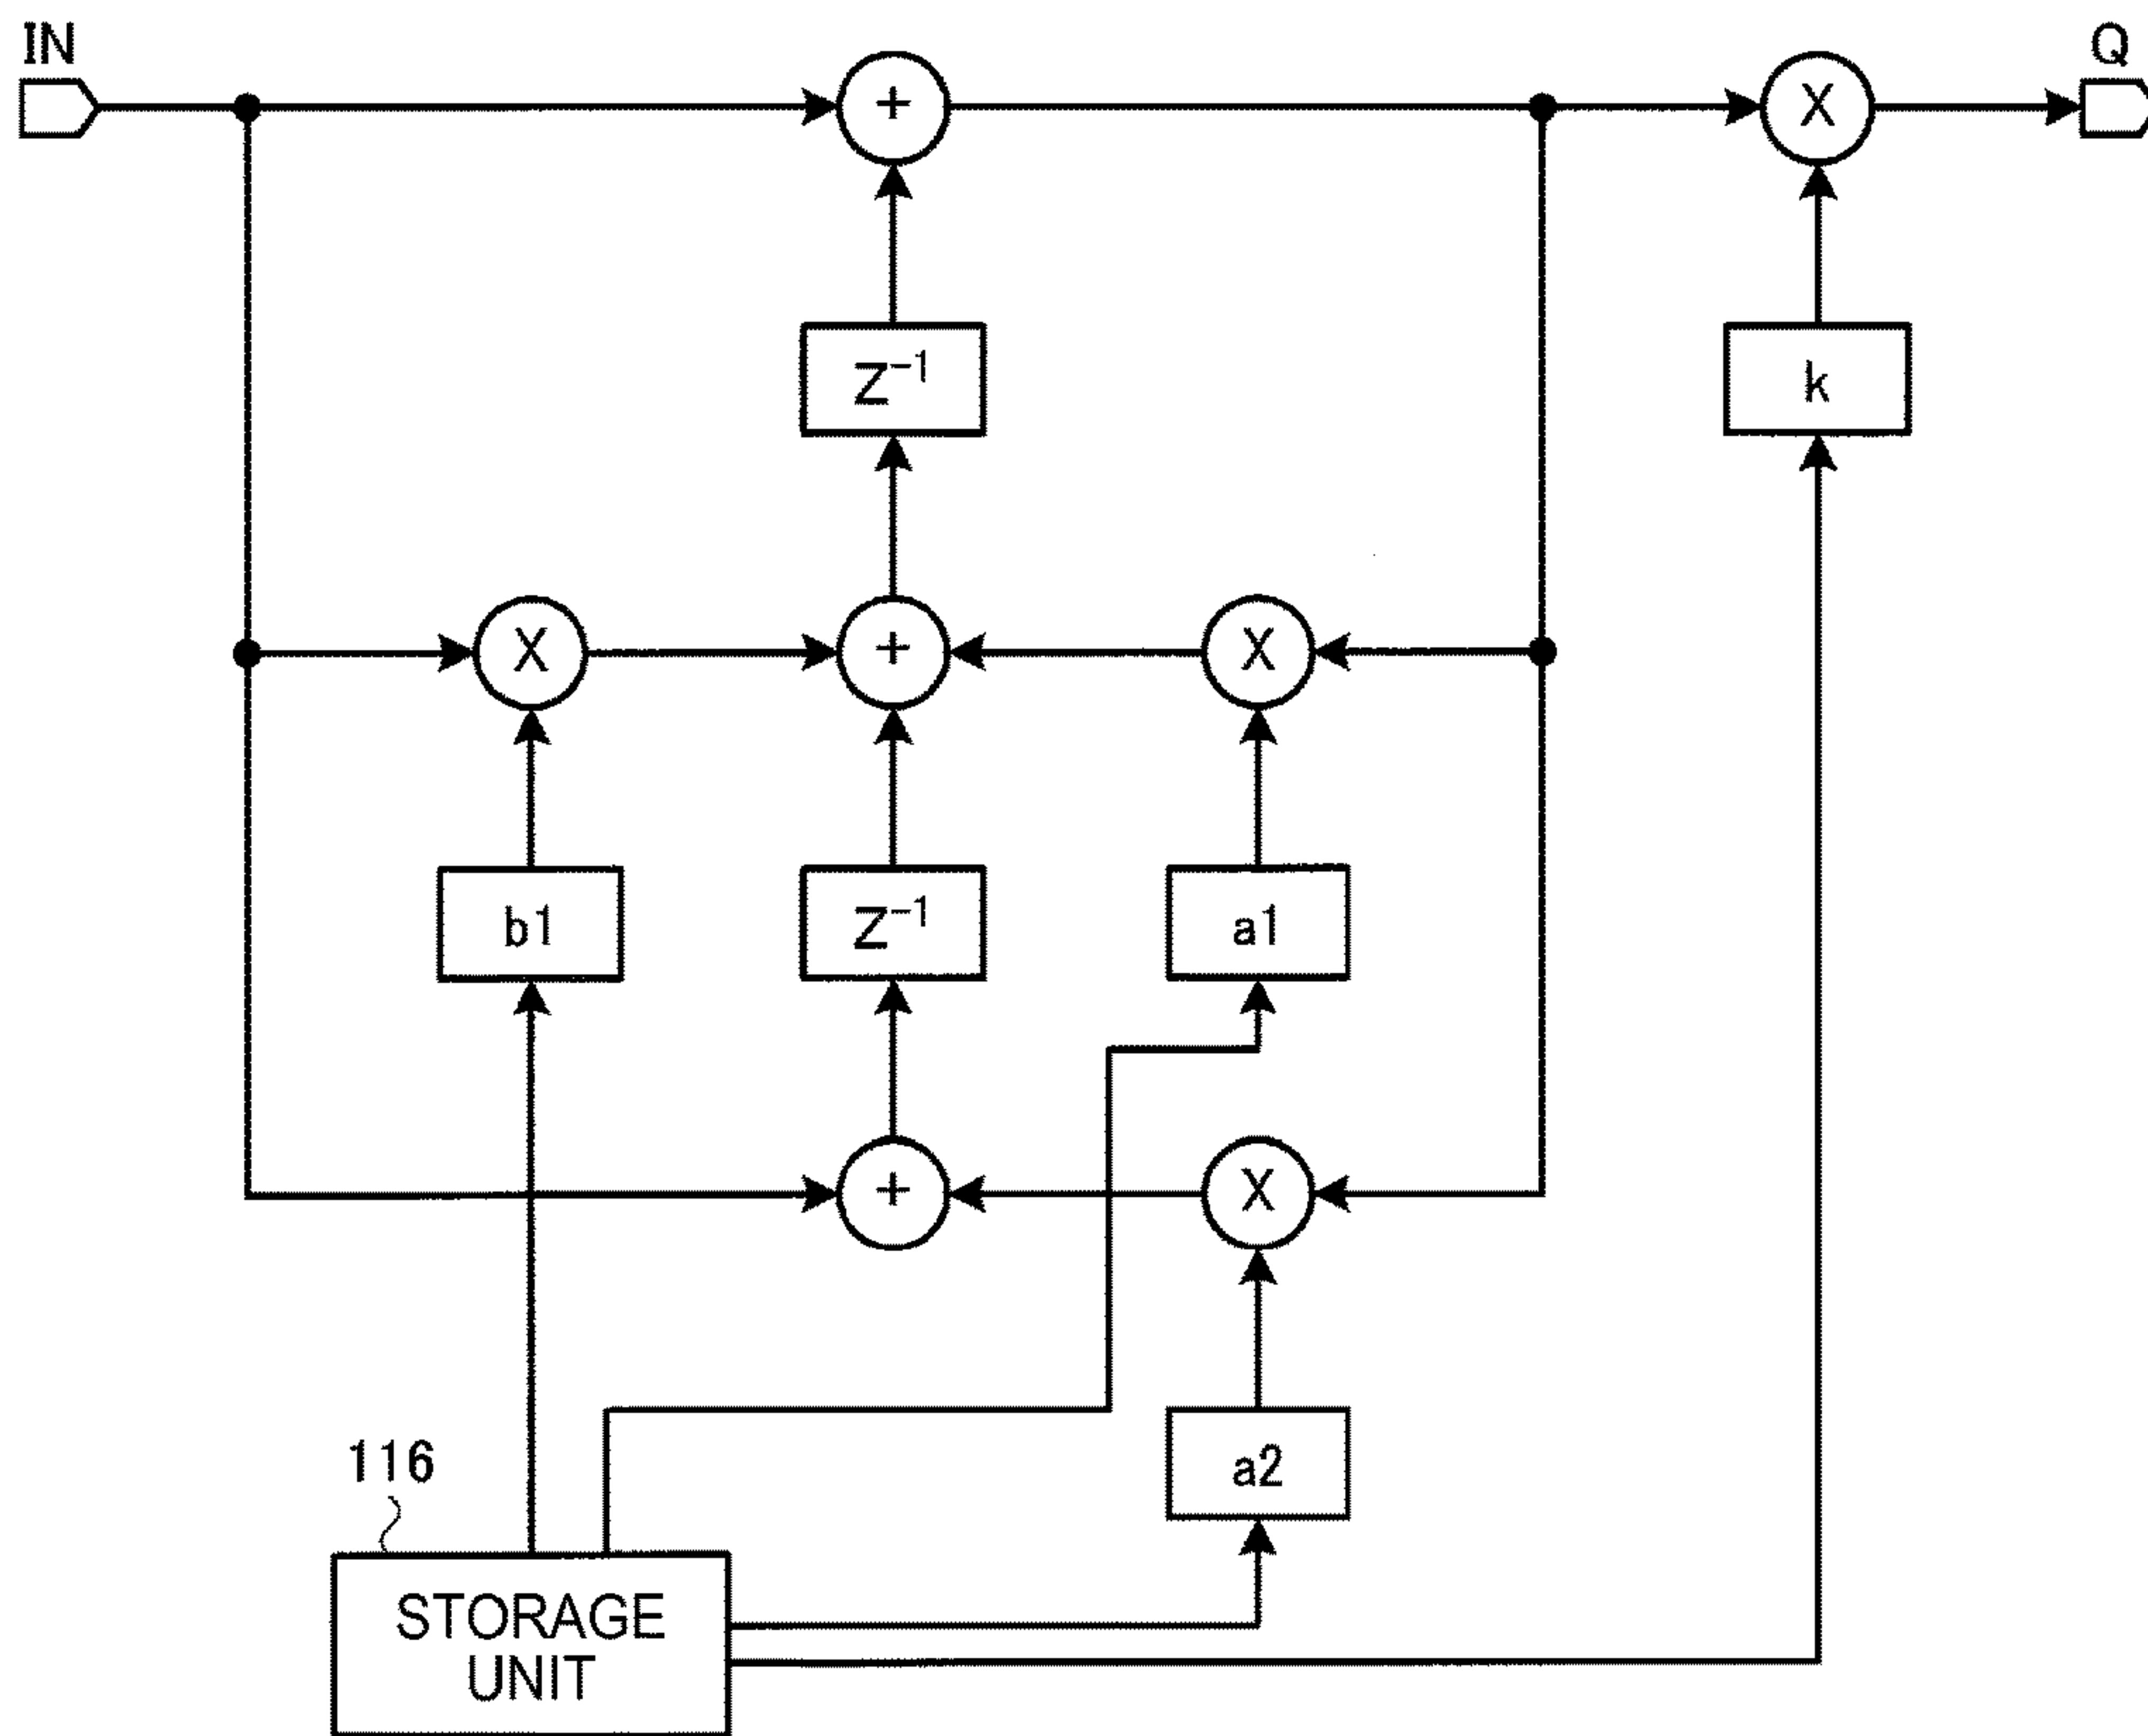 IN
Q
+
X
Z⁻¹
k
X
+
X
b1
Z⁻¹
a1
+
X
116
a2
STORAGE
UNIT